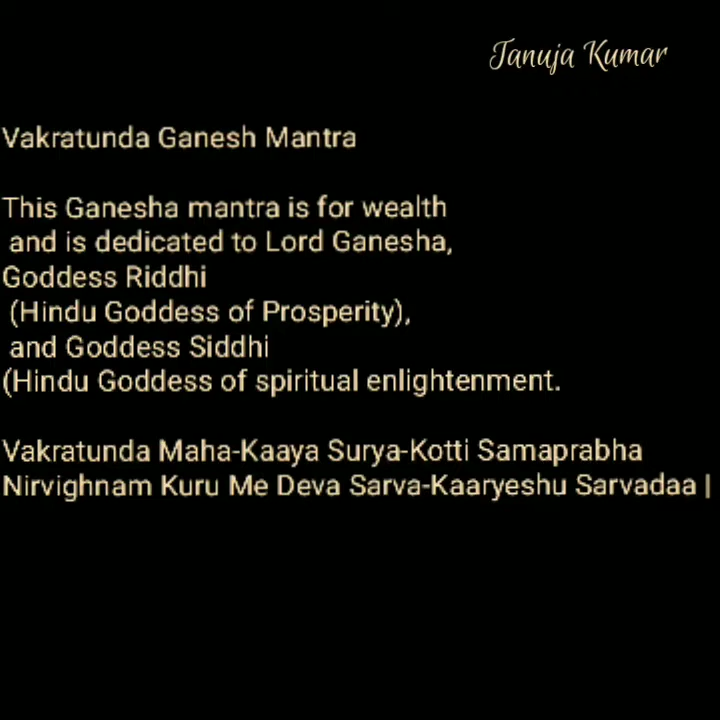 Tanuja Kumar
Vakratunda Ganesh Mantra
This Ganesha mantra is for wealth
and is dedicated to Lord Ganesha,
Goddess Riddhi
(Hindu Goddess of Prosperity),
and Goddess Siddhi
(Hindu Goddess of spiritual enlightenment.
Vakratunda Maha-Kaaya Surya-Kotti Samaprabha
Nirvighnam Kuru Me Deva Sarva-Kaaryeshu Sarvadaa |